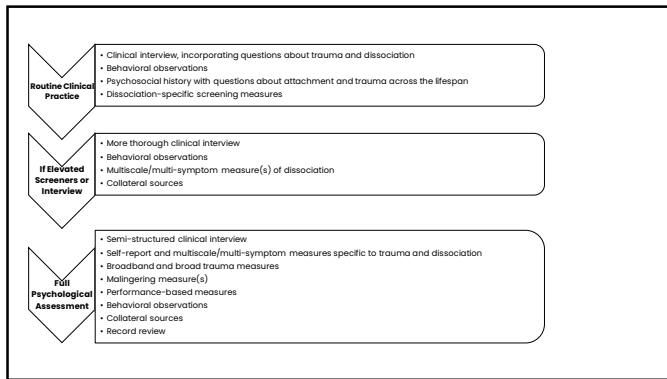 Routine Clinical
Practice
• Clinical interview, incorporating questions about trauma and dissociation
• Behavioral observations
• Psychosocial history with questions about attachment and trauma across the lifespan
• Dissociation-specific screening measures
If Elevated
Screeners or
Interview
• More thorough clinical interview
• Behavioral observations
• Multiscale/multi-symptom measure(s) of dissociation
• Collateral sources
Full
Psychological
Assessment
• Semi-structured clinical interview
• Self-report and multiscale/multi-symptom measures specific to trauma and dissociation
• Broadband and broad trauma measures
• Malingering measure(s)
• Performance-based measures
• Behavioral observations
• Collateral sources
• Record review